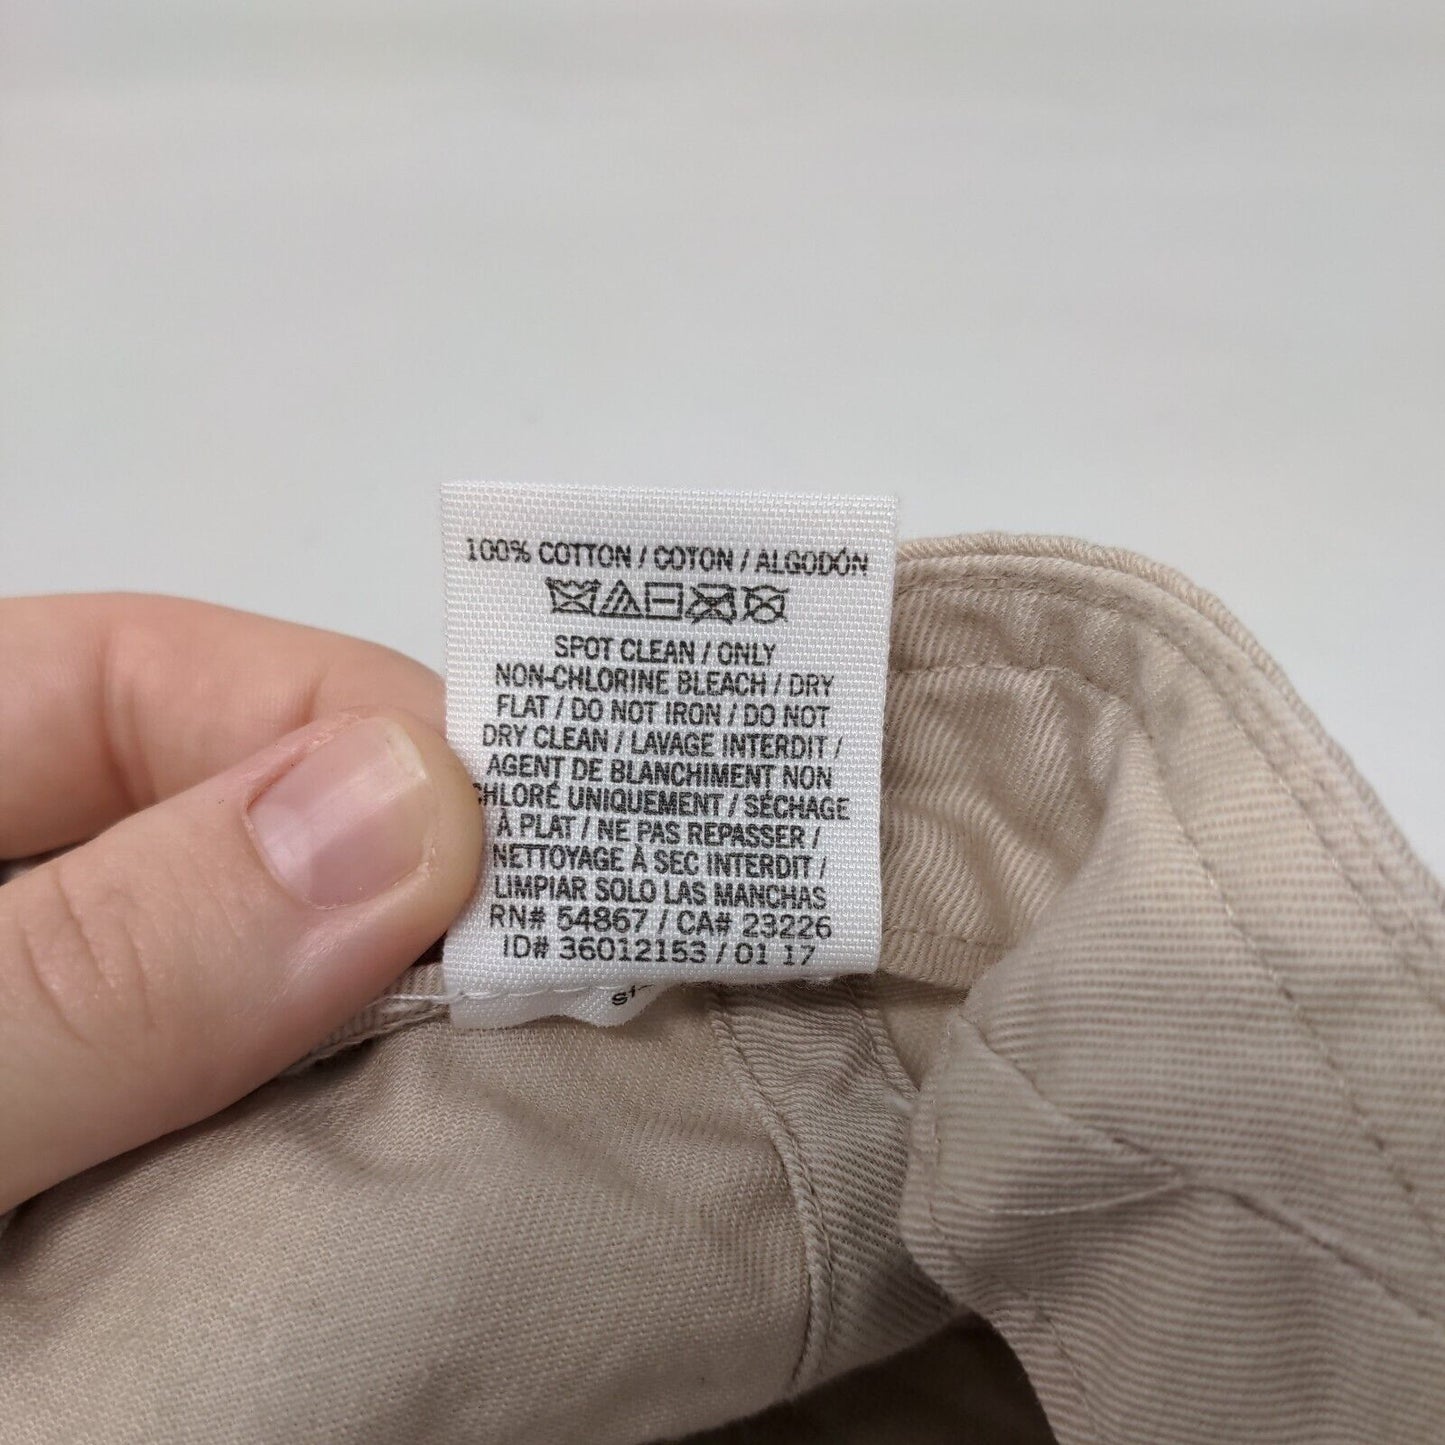 100% COTTON / COTON / ALGODÓN
SPOT CLEAN / ONLY
NON-CHLORINE BLEACH / DRY
FLAT / DO NOT IRON / DO NOT
DRY CLEAN / LAVAGE INTERDIT /
AGENT DE BLANCHIMENT NON
CHLORÉ UNIQUEMENT / SÉCHAGE
À PLAT / NE PAS REPASSER /
NETTOYAGE À SEC INTERDIT /
LIMPIAR SOLO LAS MANCHAS
RN# 54867 / CA# 23226
ID# 36012153 / 01 17